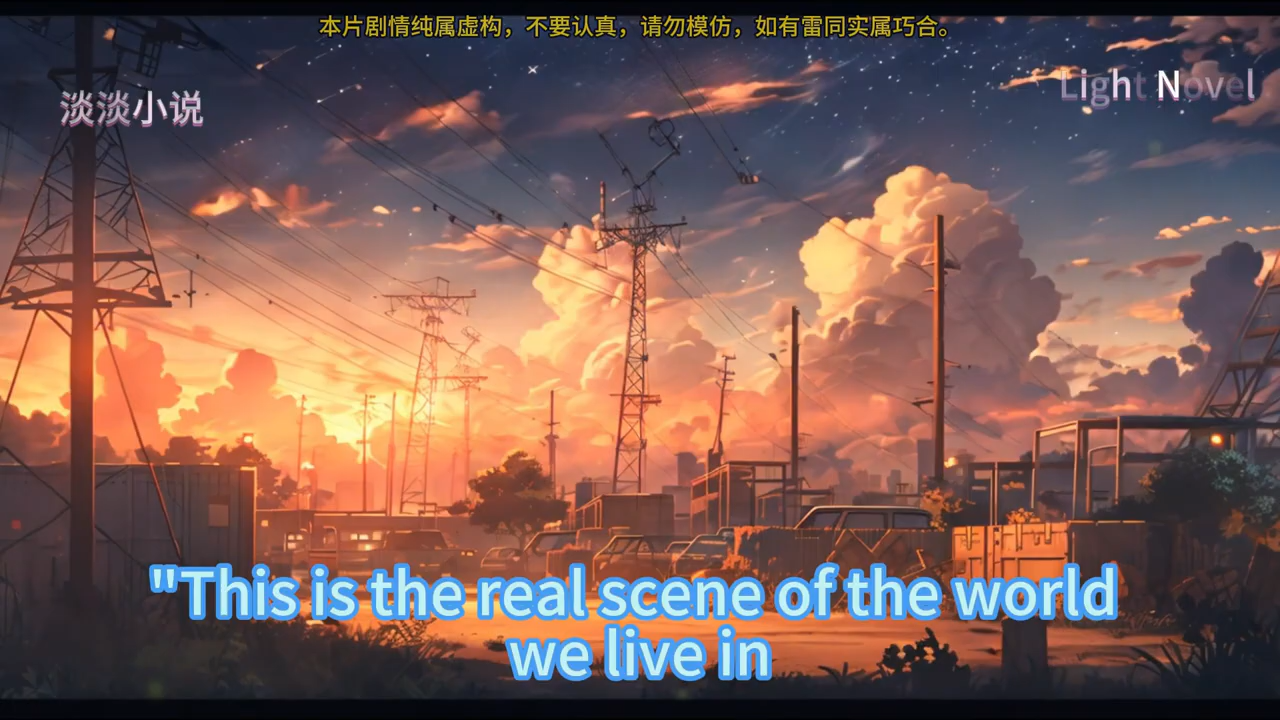 本片剧情纯属虚构，不要认真，请勿模仿，如有雷同实属巧合。
淡淡小说
Light Novel
"This is the real scene of the world
we live in